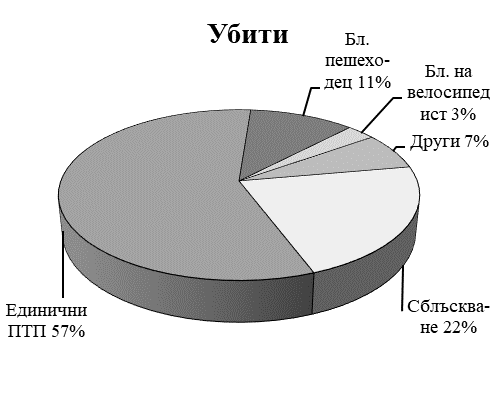 Убити
Бл.
пешехо-
дец 11%
Бл. на
велосипед
ист 3%
Други 7%
Сблъсква-
не 22%
Единични
ПТП 57%